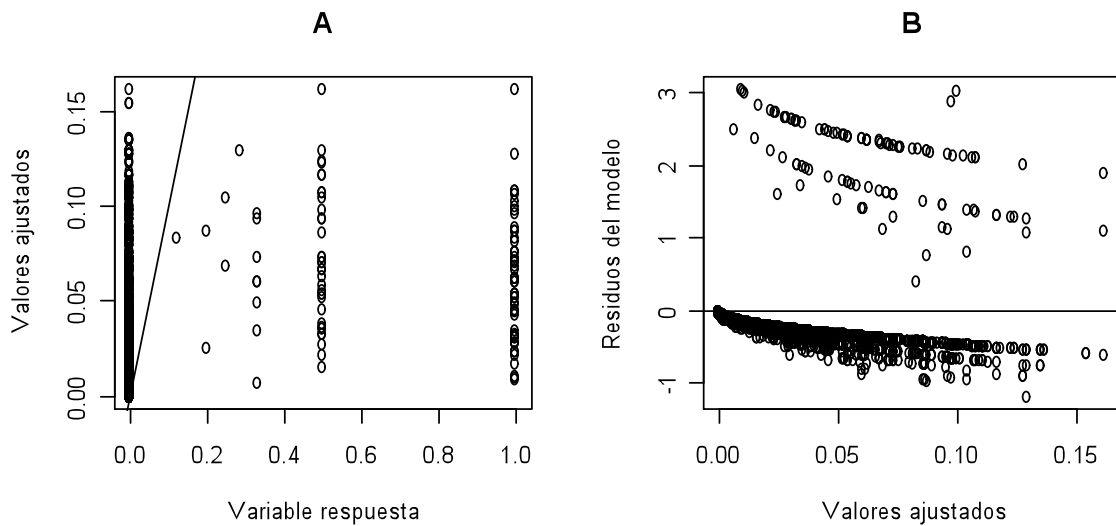 A
Valores ajustados
0.15
0.10
0.05
0.00
0.0 0.2 0.4 0.6 0.8 1.0
Variable respuesta
B
Residuos del modelo
3
2
1
0
-1
0.00 0.05 0.10 0.15
Valores ajustados